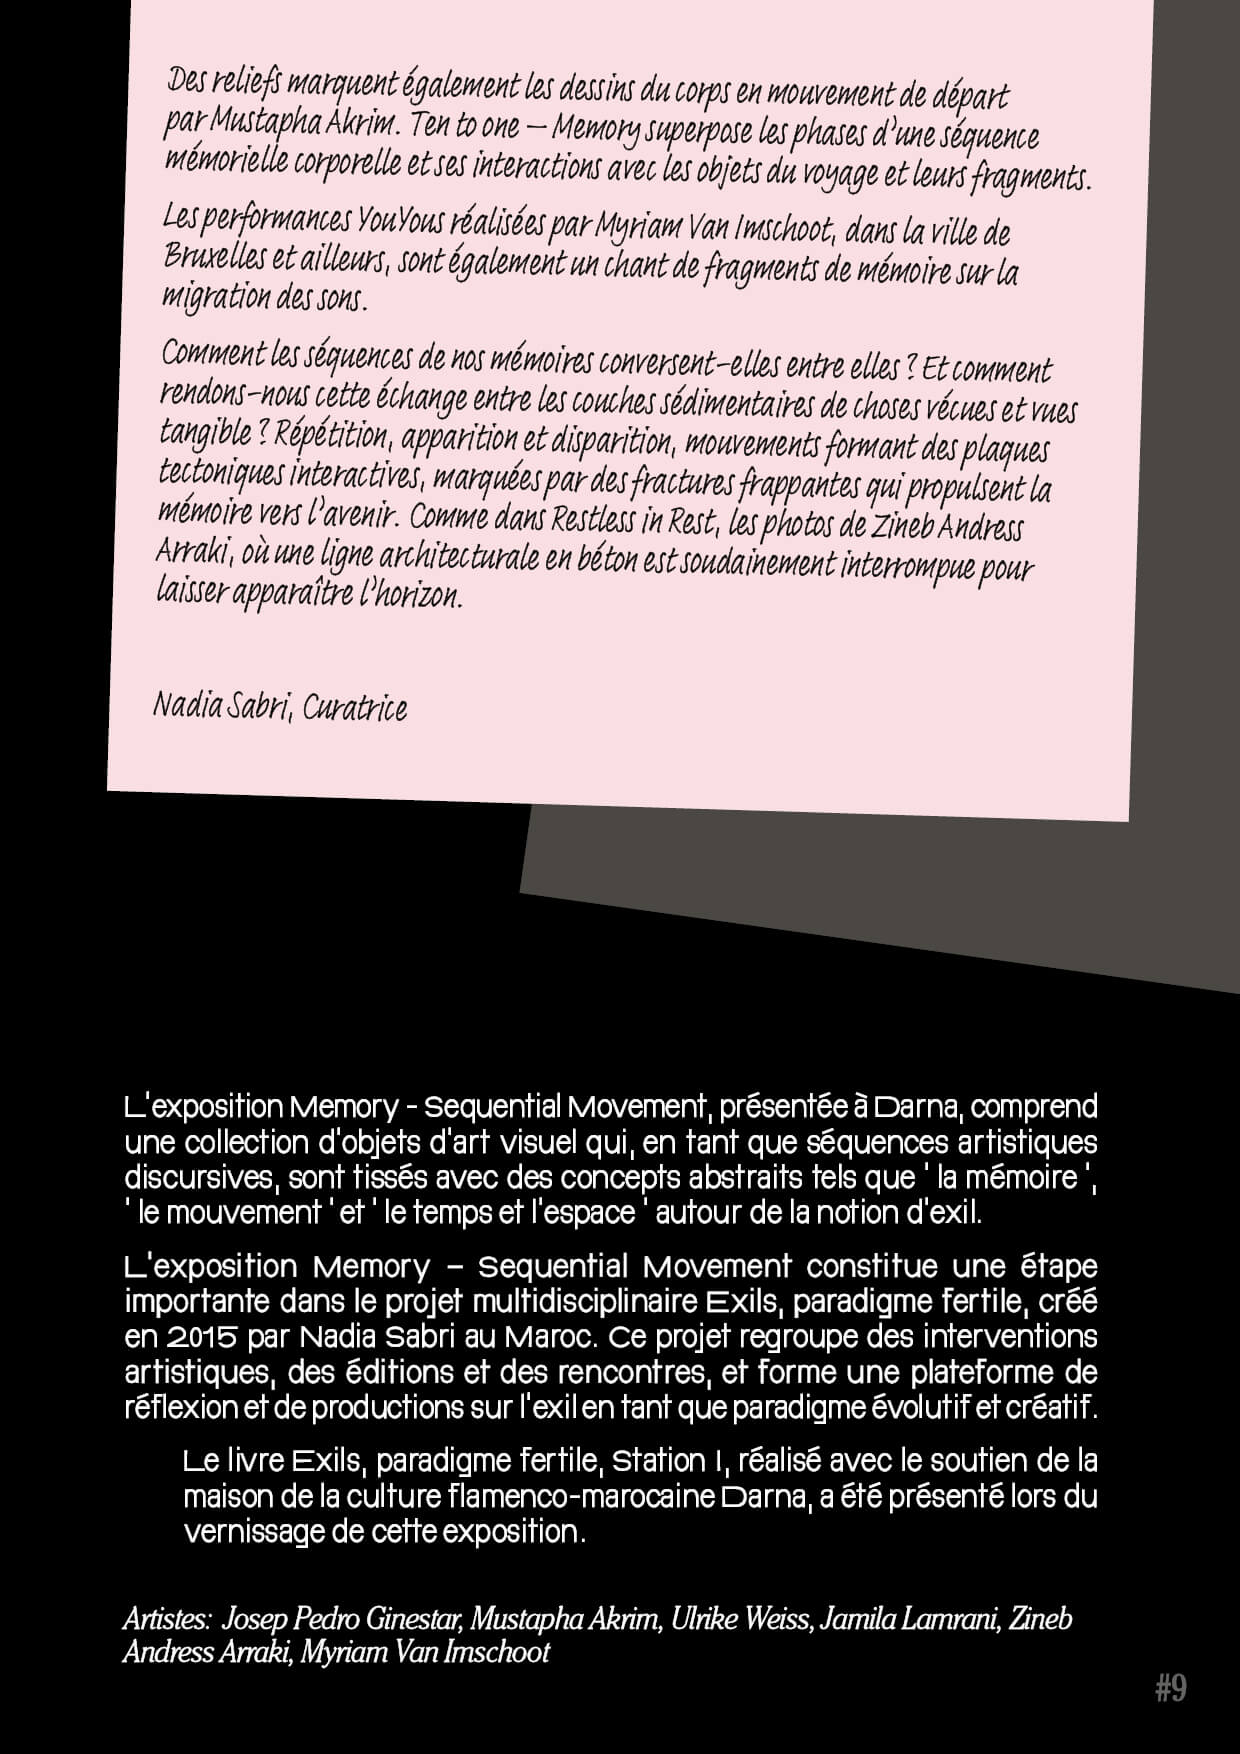 Des reliefs marquent également les dessins du corps en mouvement de départ
par Mustapha Akrim. Ten to one – Memory superpose les phases d'une séquence
mémorielle corporelle et ses interactions avec les objets du voyage et leurs fragments.
Les performances YouYous réalisées par Myriam Van Imschoot, dans la ville de
Bruxelles et ailleurs, sont également un chant de fragments de mémoire sur la
migration des sons.
Comment les séquences de nos mémoires conversent-elles entre elles ? Et comment
rendons-nous cette échange entre les couches sédimentaires de choses vécues et vues
tangible ? Répétition, apparition et disparition, mouvements formant des plaques
tectoniques interactives, marquées par des fractures frappantes qui propulsent la
mémoire vers l'avenir. Comme dans Restless in Rest, les photos de Zineb Andress
Arraki, où une ligne architecturale en béton est soudainement interrompue pour
laisser apparaître l'horizon.
Nadia Sabri, Curatrice
L'exposition Memory - Sequential Movement, présentée à Darna, comprend
une collection d'objets d'art visuel qui, en tant que séquences artistiques
discursives, sont tissés avec des concepts abstraits tels que ' la mémoire ',
' le mouvement ' et ' le temps et l'espace ' autour de la notion d'exil.
L'exposition Memory – Sequential Movement constitue une étape
importante dans le projet multidisciplinaire Exils, paradigme fertile, créé
en 2015 par Nadia Sabri au Maroc. Ce projet regroupe des interventions
artistiques, des éditions et des rencontres, et forme une plateforme de
réflexion et de productions sur l'exil en tant que paradigme évolutif et créatif.
Le livre Exils, paradigme fertile, Station I, réalisé avec le soutien de la
maison de la culture flamenco-marocaine Darna, a été présenté lors du
vernissage de cette exposition.
Artistes: Josep Pedro Ginestar, Mustapha Akrim, Ulrike Weiss, Jamila Lamrani, Zineb
Andress Arraki, Myriam Van Imschoot
#9